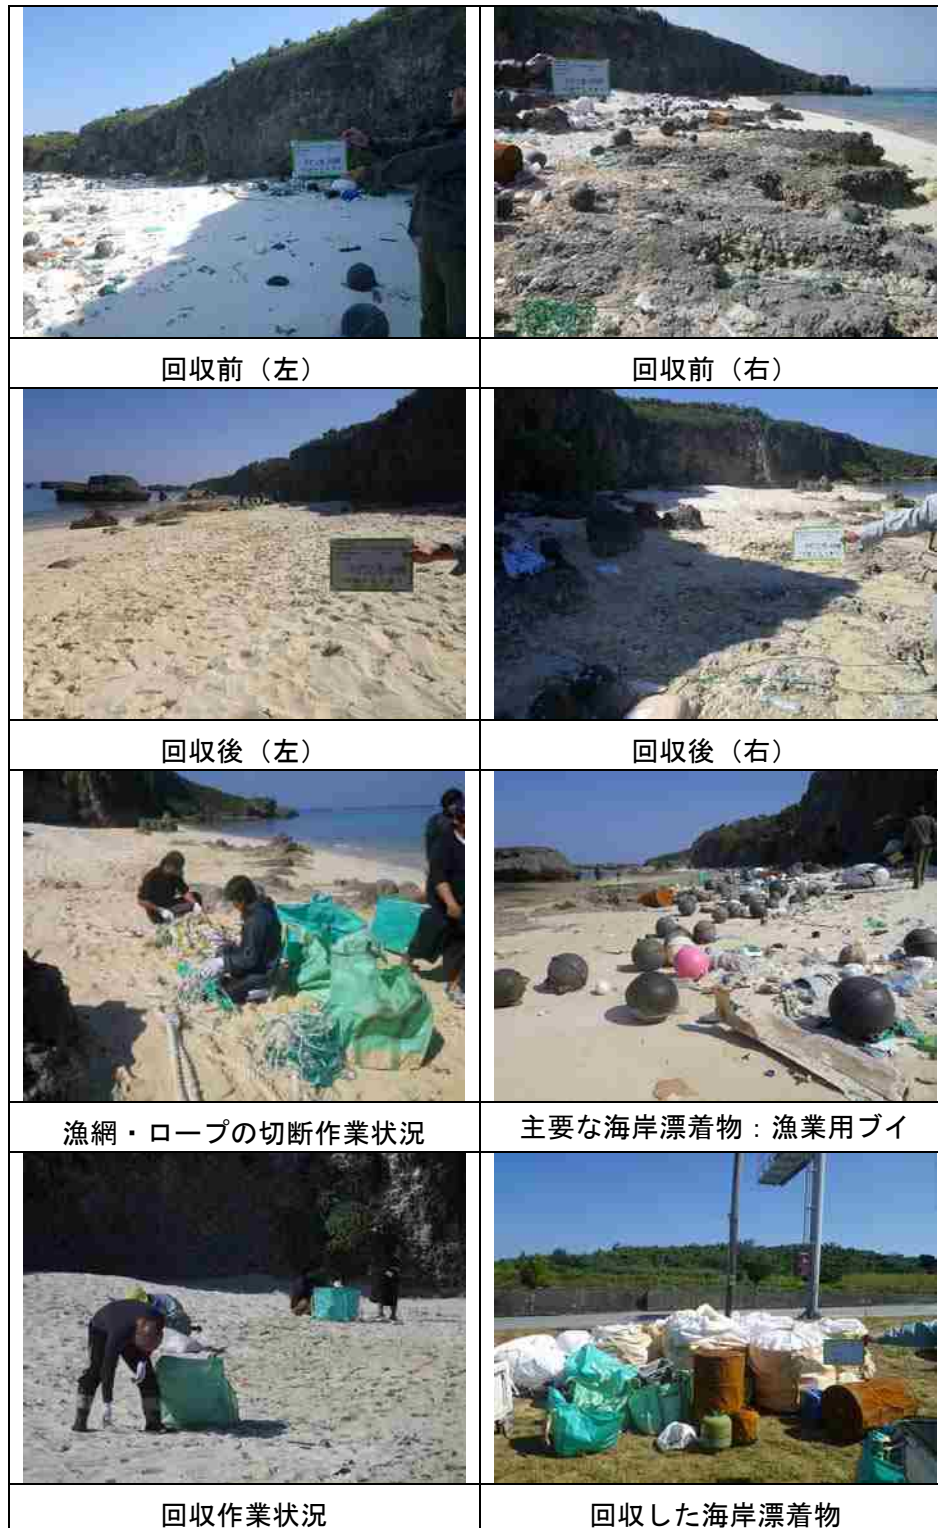 回収前（左）
回収前（右）
回収後（左）
回収後（右）
漁網・ロープの切断作業状況
主要な海岸漂着物：漁業用ブイ
回収作業状況
回収した海岸漂着物